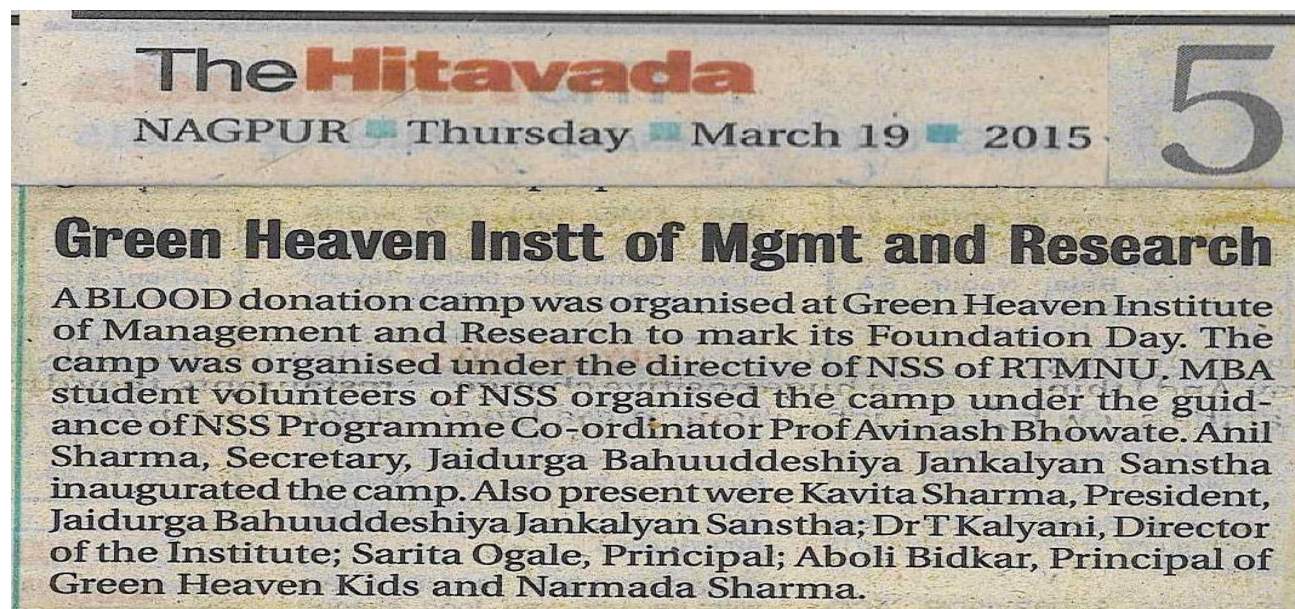 The Hitavada
NAGPUR Thursday March 19 2015
5
Green Heaven Instt of Mgmt and Research
A BLOOD donation camp was organised at Green Heaven Institute
of Management and Research to mark its Foundation Day. The
camp was organised under the directive of NSS of RTMNU. MBA
student volunteers of NSS organised the camp under the guid-
ance of NSS Programme Co-ordinator Prof Avinash Bhowate. Anil
Sharma, Secretary, Jaidurga Bahuuddeshiya Jankalyan Sanstha
inaugurated the camp. Also present were Kavita Sharma, President,
Jaidurga Bahuuddeshiya Jankalyan Sanstha; Dr T Kalyani, Director
of the Institute; Sarita Ogale, Principal; Aboli Bidkar, Principal of
Green Heaven Kids and Narmada Sharma.